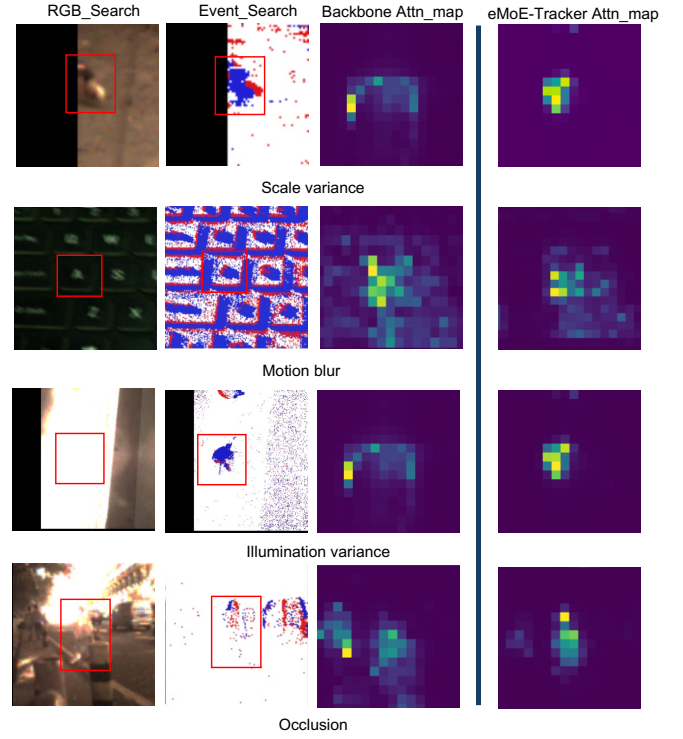 RGB_Search Event_Search Backbone Attn_map eMoE-Tracker Attn_map
Scale variance
Motion blur
Illumination variance
Occlusion